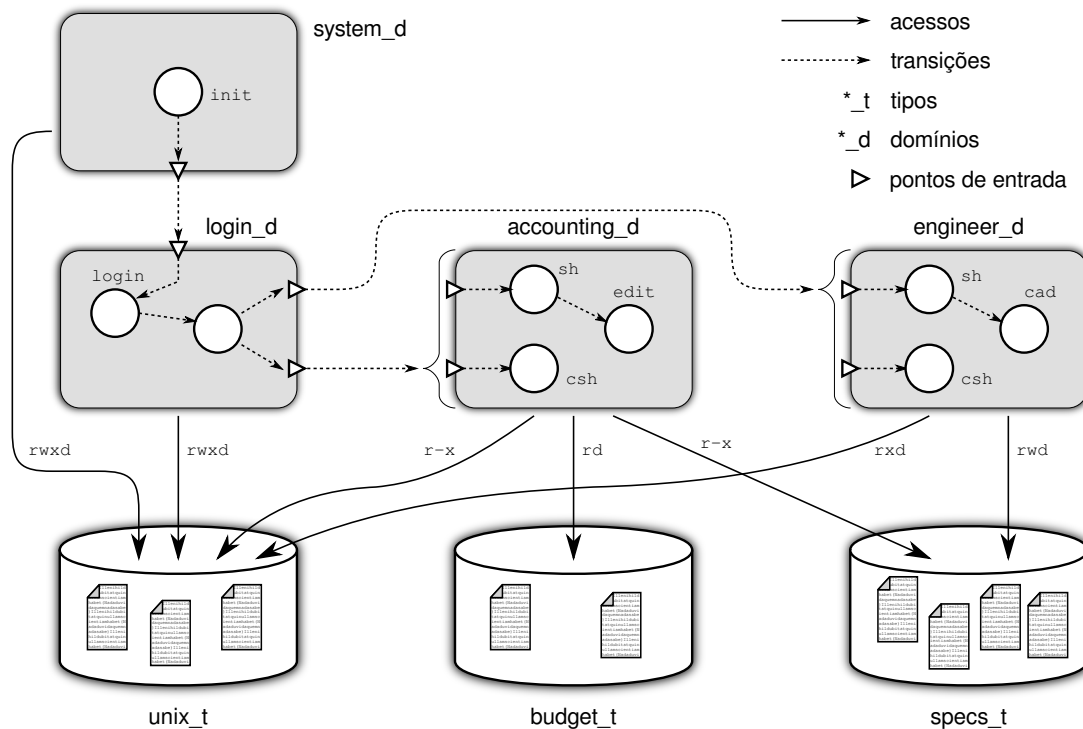 system_d
init
acessos
transições
*_t tipos
*_d domínios
pontos de entrada
login_d
accounting_d
engineer_d
login
sh
edit
csh
sh
cad
csh
rwxd
rwxd
r-x
rd
r-x
rxd
rwd
unix_t
budget_t
specs_t